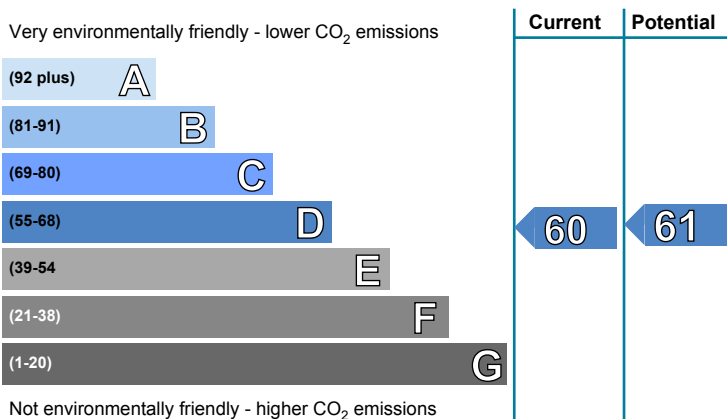 Very environmentally friendly - lower CO2 emissions
Current
Potential
(92 plus) A
(81-91) B
(69-80) C
(55-68) D
60
61
(39-54 E
(21-38) F
(1-20) G
Not environmentally friendly - higher CO2 emissions